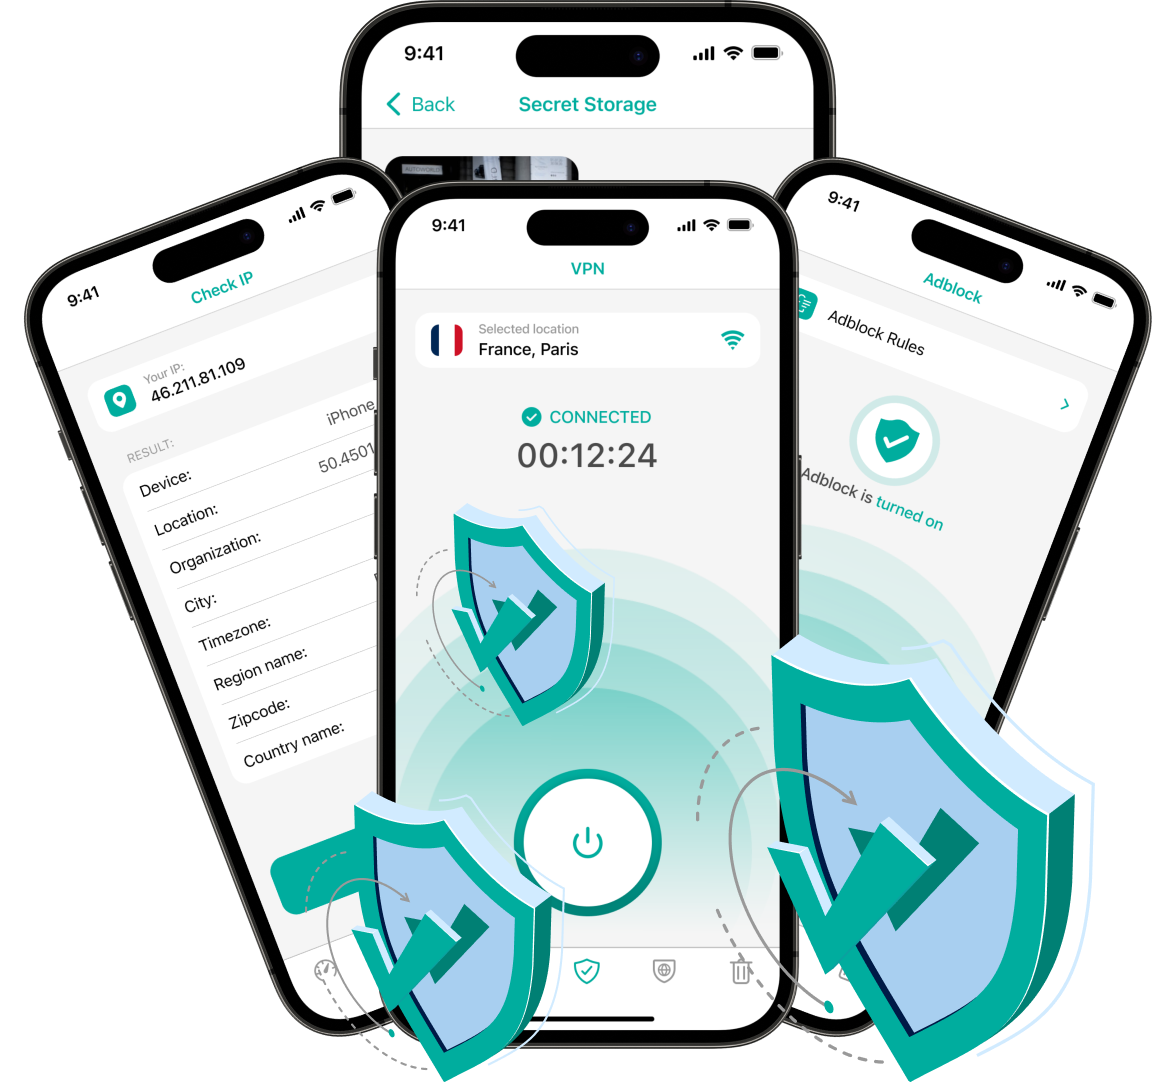 9:41
Back
Secret Storage
9:41
Check IP
Your IP:
46.211.81.109
RESULT:
Device:
iPhone
Location:
50.4501
Organization:
City:
Timezone:
Region name:
Zipcode:
Country name:
9:41
VPN
Selected location
France, Paris
CONNECTED
00:12:24
9:41
Adblock
Adblock Rules
Adblock is turned on